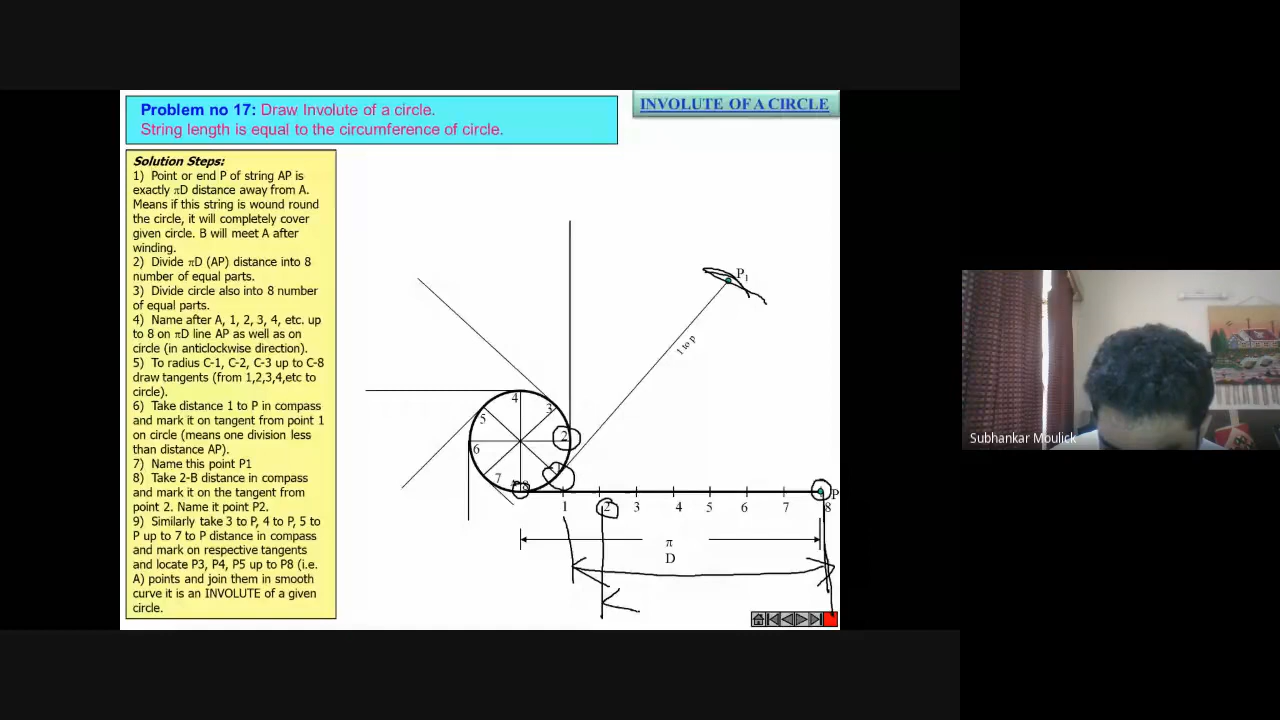 Problem no 17: Draw Involute of a circle.
String length is equal to the circumference of circle.
INVOLUTE OF A CIRCLE
Solution Steps:
1) Point or end P of string AP is
exactly πD distance away from A.
Means if this string is wound round
the circle, it will completely cover
given circle. B will meet A after
winding.
2) Divide πD (AP) distance into 8
number of equal parts.
3) Divide circle also into 8 number
of equal parts.
4) Name after A, 1, 2, 3, 4, etc. up
to 8 on πD line AP as well as on
circle (in anticlockwise direction).
5) To radius C-1, C-2, C-3 up to C-8
draw tangents (from 1,2,3,4,etc to
circle).
6) Take distance 1 to P in compass
and mark it on tangent from point 1
on circle (means one division less
than distance AP).
7) Name this point P1
8) Take 2-B distance in compass
and mark it on the tangent from
point 2. Name it point P2.
9) Similarly take 3 to P, 4 to P, 5 to
P up to 7 to P distance in compass
and mark on respective tangents
and locate P3, P4, P5 up to P8 (i.e.
A) points and join them in smooth
curve it is an INVOLUTE of a given
circle.
P1
1 to P
4
3
5
2
6
1
7
A 8
P
1 2 3 4 5 6 7 8
π
D
Subhankar Moulick